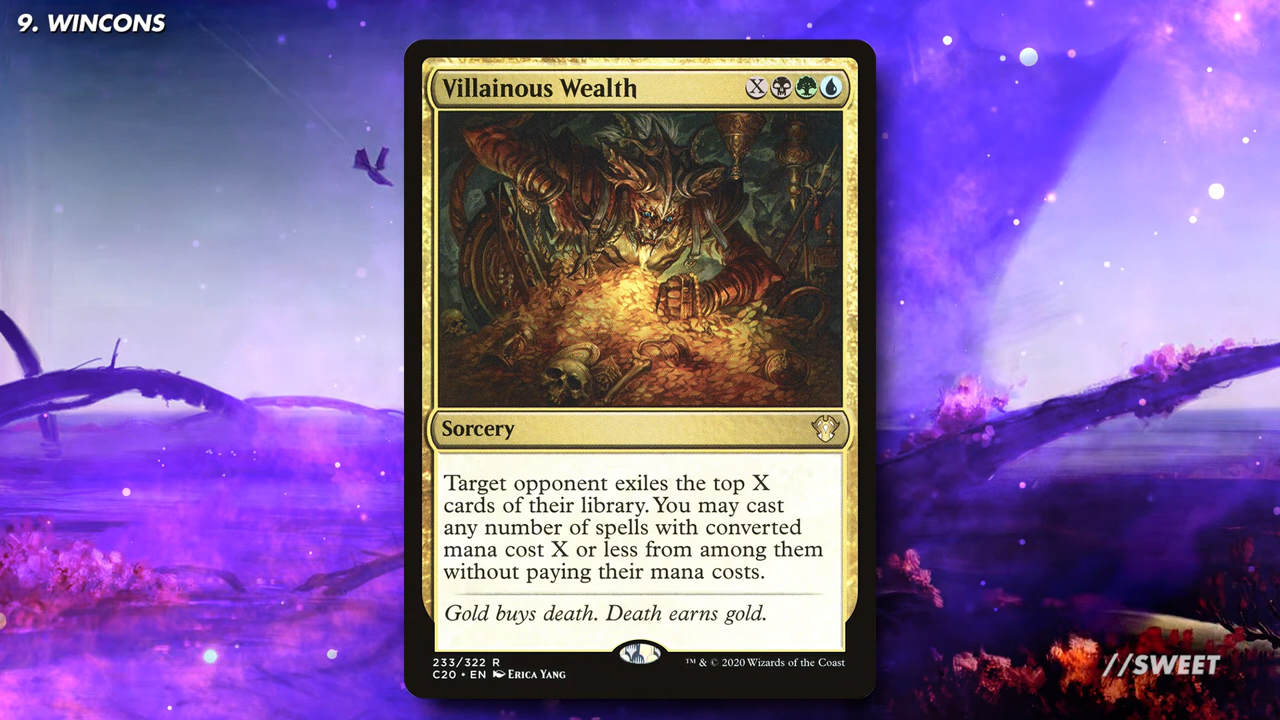 9. WINCONS
Villainous Wealth X
Sorcery
Target opponent exiles the top X
cards of their library. You may cast
any number of spells with converted
mana cost X or less from among them
without paying their mana costs.
Gold buys death. Death earns gold.
233/322 R
C20 • EN Erica Yang
™ & © 2020 Wizards of the Coast
//SWEET